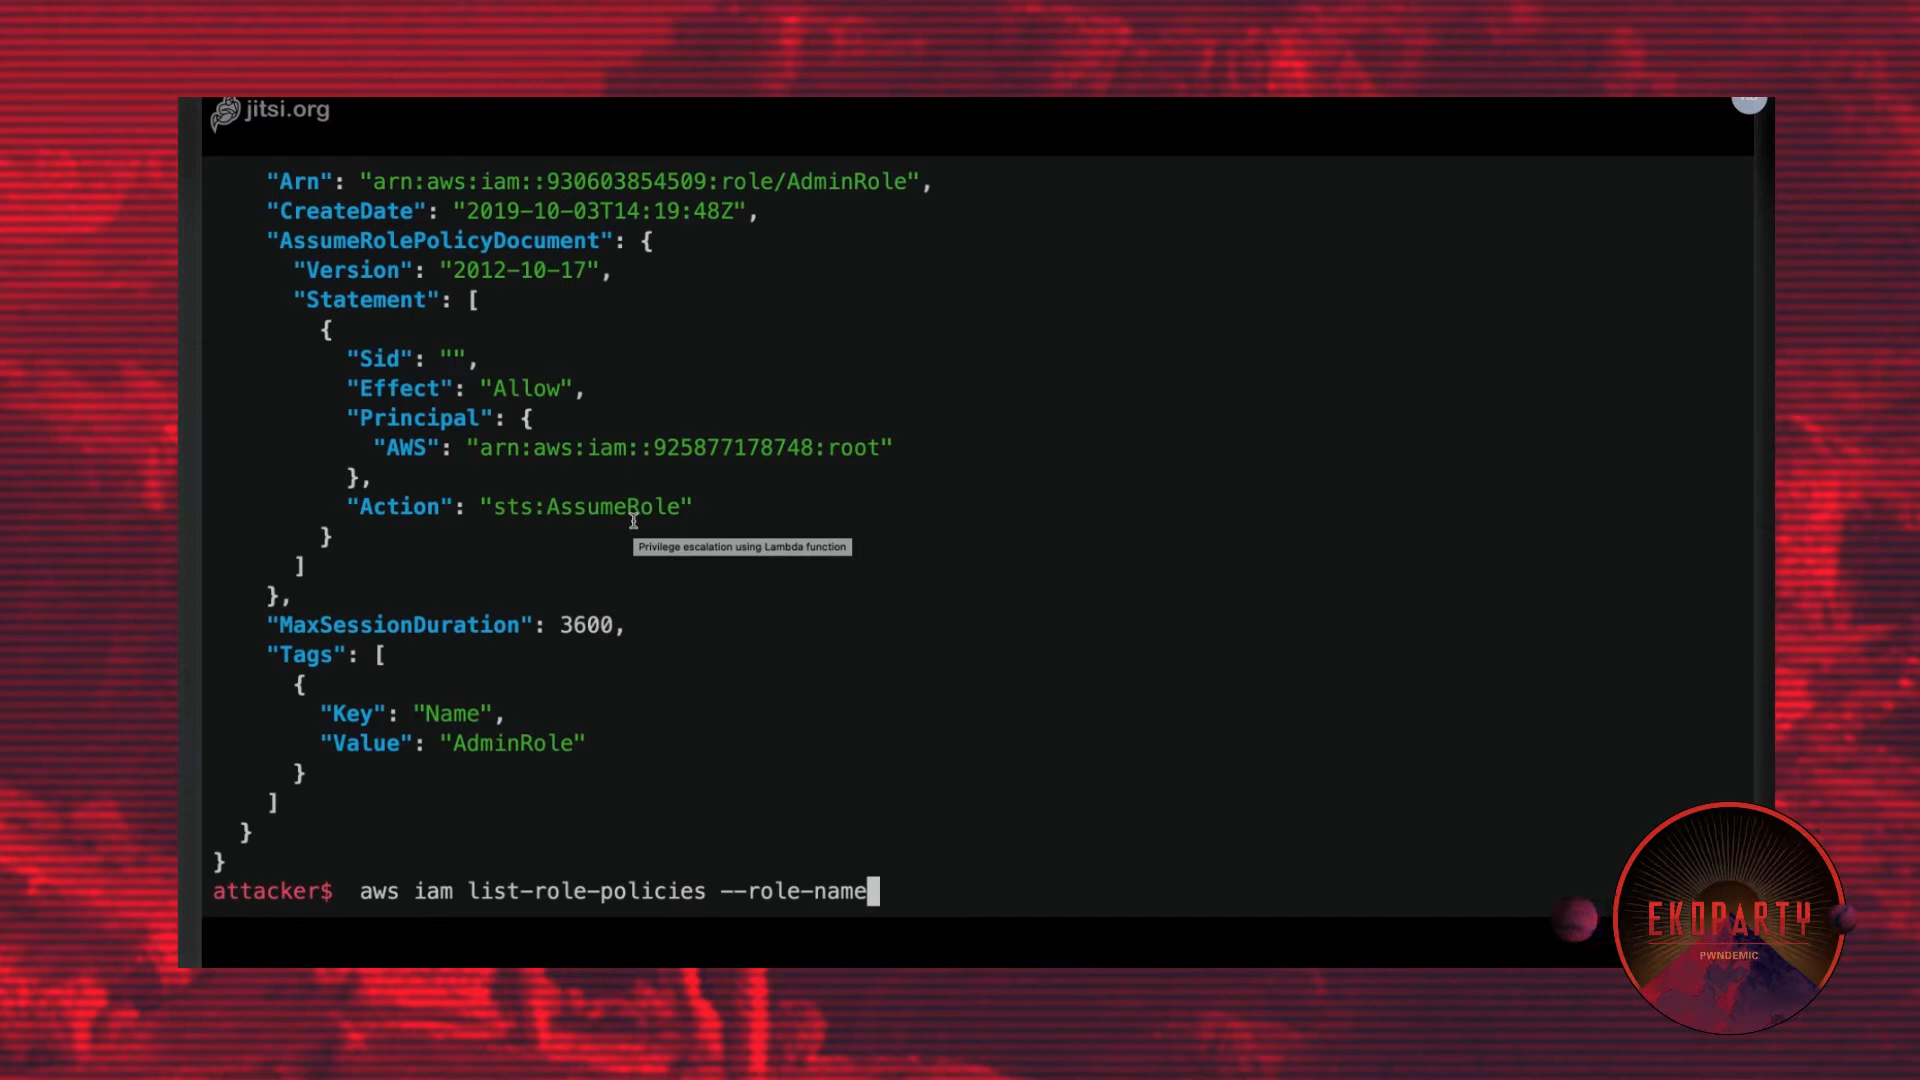 jitsi.org
"Arn": "arn:aws:iam::930603854509:role/AdminRole",
"CreateDate": "2019-10-03T14:19:48Z",
"AssumeRolePolicyDocument": {
"Version": "2012-10-17",
"Statement": [
{
"Sid": "",
"Effect": "Allow",
"Principal": {
"AWS": "arn:aws:iam::925877178748:root"
},
"Action": "sts:AssumeRole"
Privilege escalation using Lambda function
}
]
},
"MaxSessionDuration": 3600,
"Tags": [
{
"Key": "Name",
"Value": "AdminRole"
}
]
}
}
attacker$ aws iam list-role-policies --role-name
EKOPARTY
PWNDEMIC